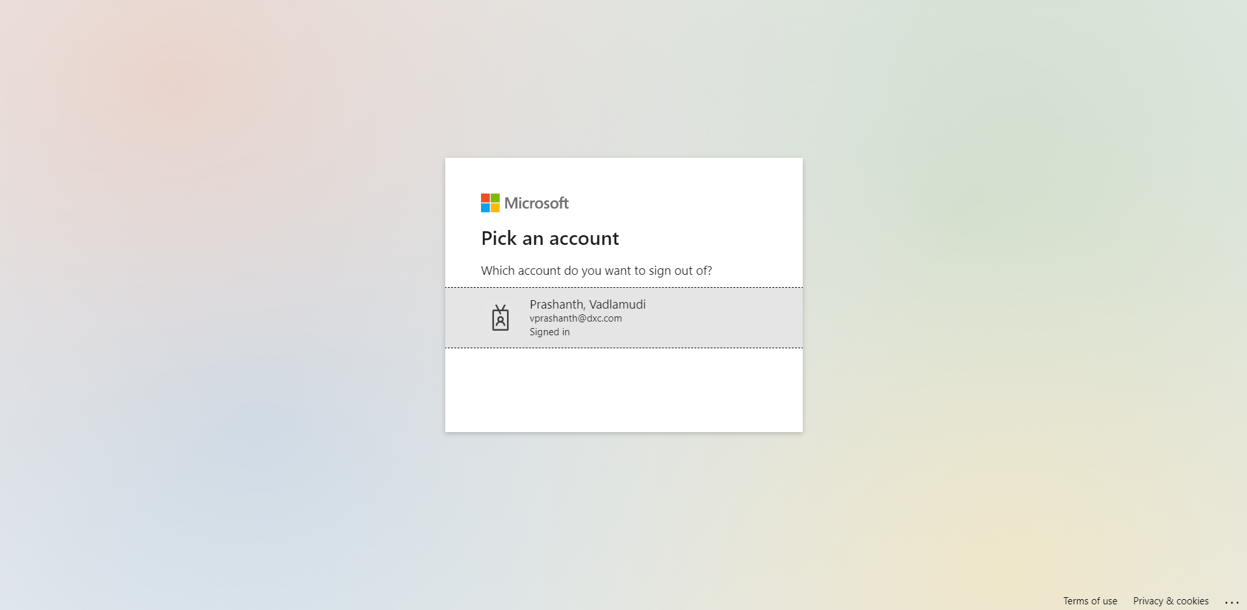 Microsoft
Pick an account
Which account do you want to sign out of?
Prashanth, Vadlamudi
vprashanth@dxc.com
Signed in
Terms of use
Privacy & cookies
...